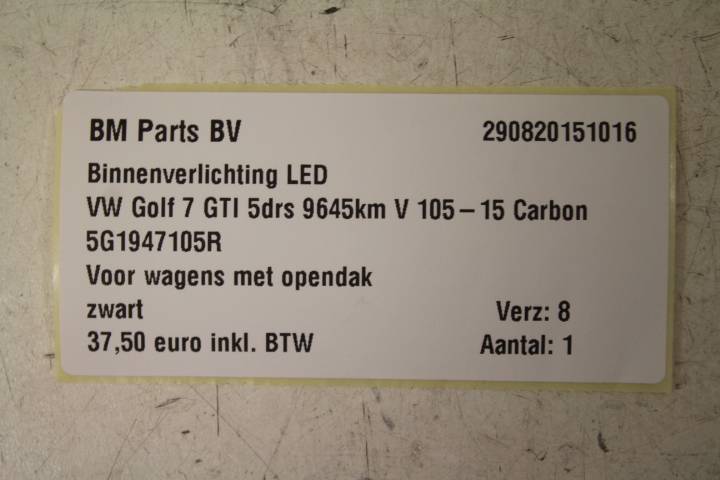 BM Parts BV 290820151016
Binnenverlichting LED
VW Golf 7 GTI 5drs 9645km V 105 – 15 Carbon
5G1947105R
Voor wagens met opendak
zwart Verz: 8
37,50 euro inkl. BTW Aantal: 1